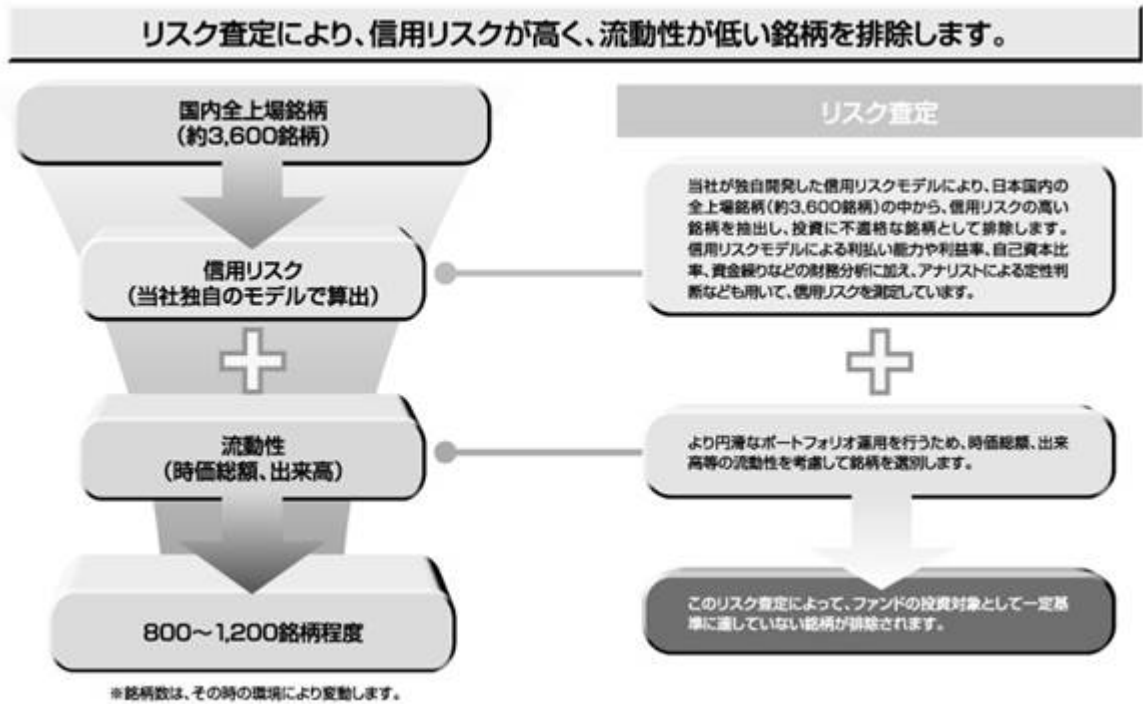 リスク査定により、信用リスクが高く、流動性が低い銘柄を排除します。
国内全上場銘柄
(約3,600銘柄)
信用リスク
(当社独自のモデルで算出)
流動性
(時価総額、出来高)
800～1,200銘柄程度
※銘柄数は、その時の環境により変動します。
リスク査定
当社が独自開発した信用リスクモデルにより、日本国内の
全上場銘柄(約3,600銘柄)の中から、信用リスクの高い
銘柄を抽出し、投資に不適格な銘柄として排除します。
信用リスクモデルによる利払い能力や利益率、自己資本比
率、資金繰りなどの財務分析に加え、アナリストによる定性判
断なども用いて、信用リスクを測定しています。
より円滑なポートフォリオ運用を行うため、時価総額、出来
高等の流動性を考慮して銘柄を選別します。
このリスク査定によって、ファンドの投資対象として一定基
準に達していない銘柄が排除されます。